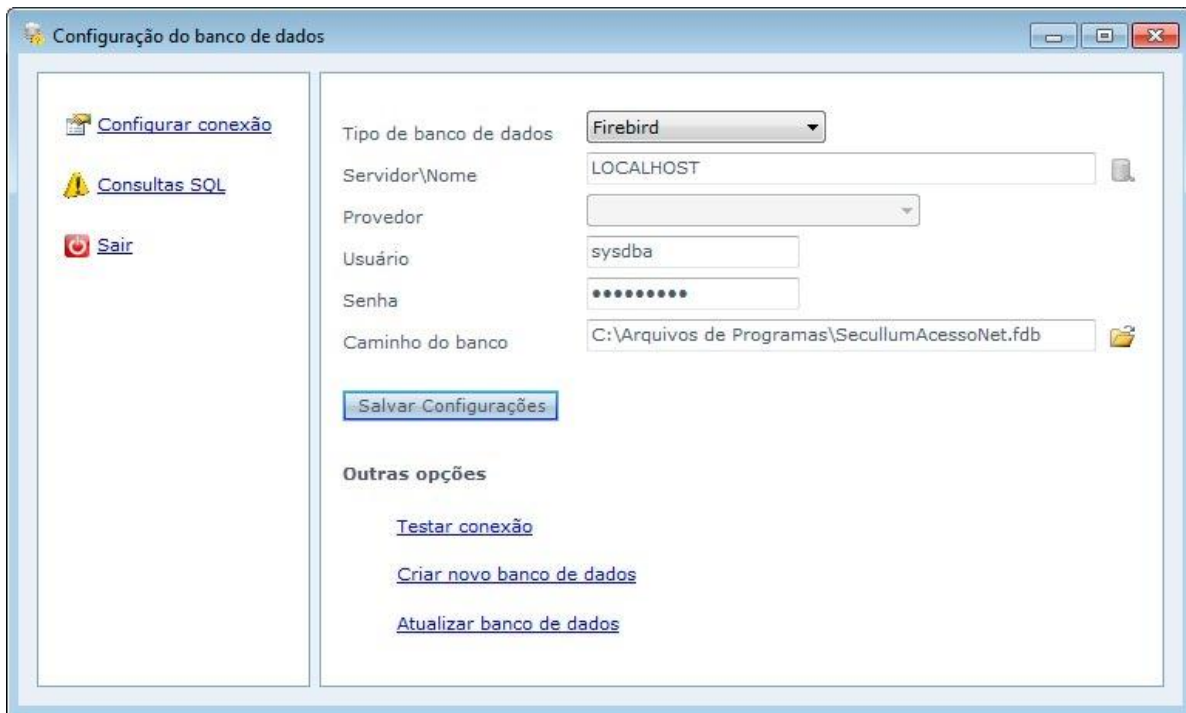 Configuração do banco de dados
Configurar conexão
Consultas SQL
Sair
Tipo de banco de dados Firebird
Servidor\Nome LOCALHOST
Provedor
Usuário sysdba
Senha •••••••••
Caminho do banco C:\Arquivos de Programas\SecullumAcessoNet.fdb
Salvar Configurações
Outras opções
Testar conexão
Criar novo banco de dados
Atualizar banco de dados